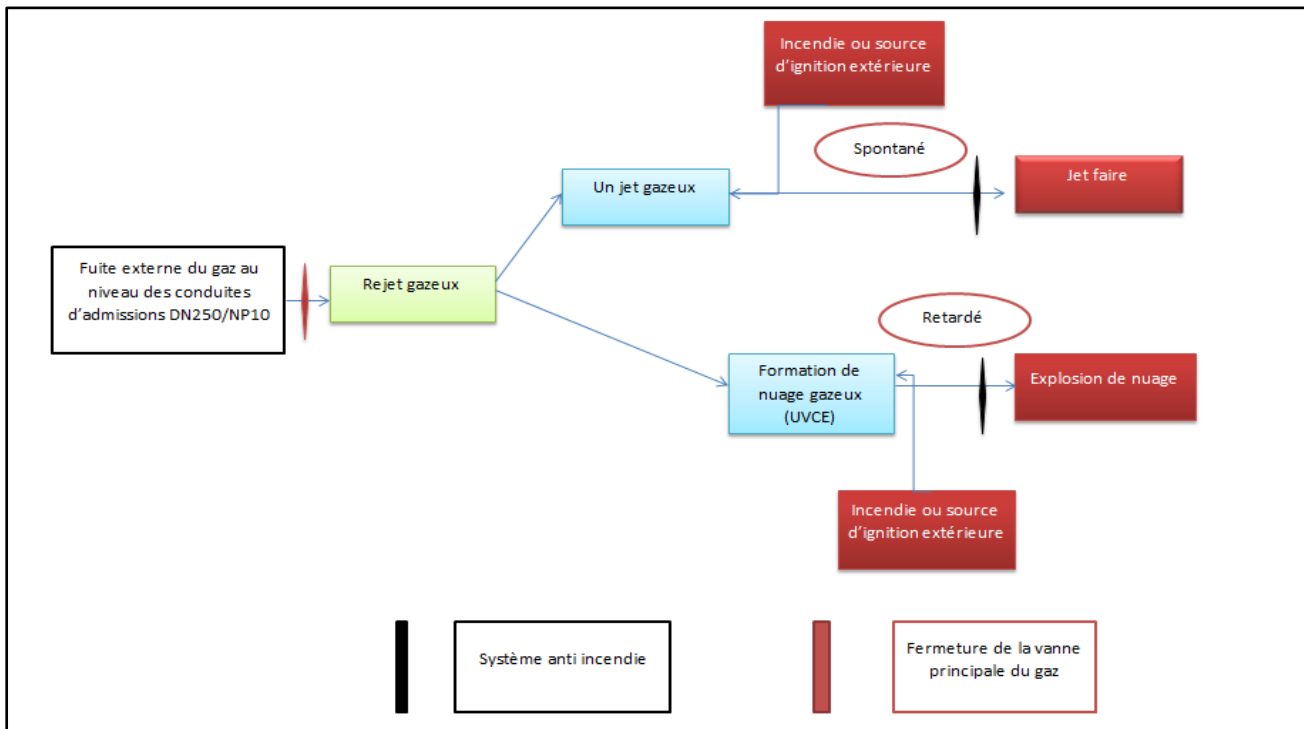 Incendie ou source
d'ignition extérieure
Spontané
Un jet gazeux
Jet faire
Fuite externe du gaz au
niveau des conduites
d'admissions DN250/NP10
Rejet gazeux
Retardé
Formation de
nuage gazeux
(UVCE)
Explosion de nuage
Incendie ou source
d'ignition extérieure
Système anti incendie
Fermeture de la vanne
principale du gaz